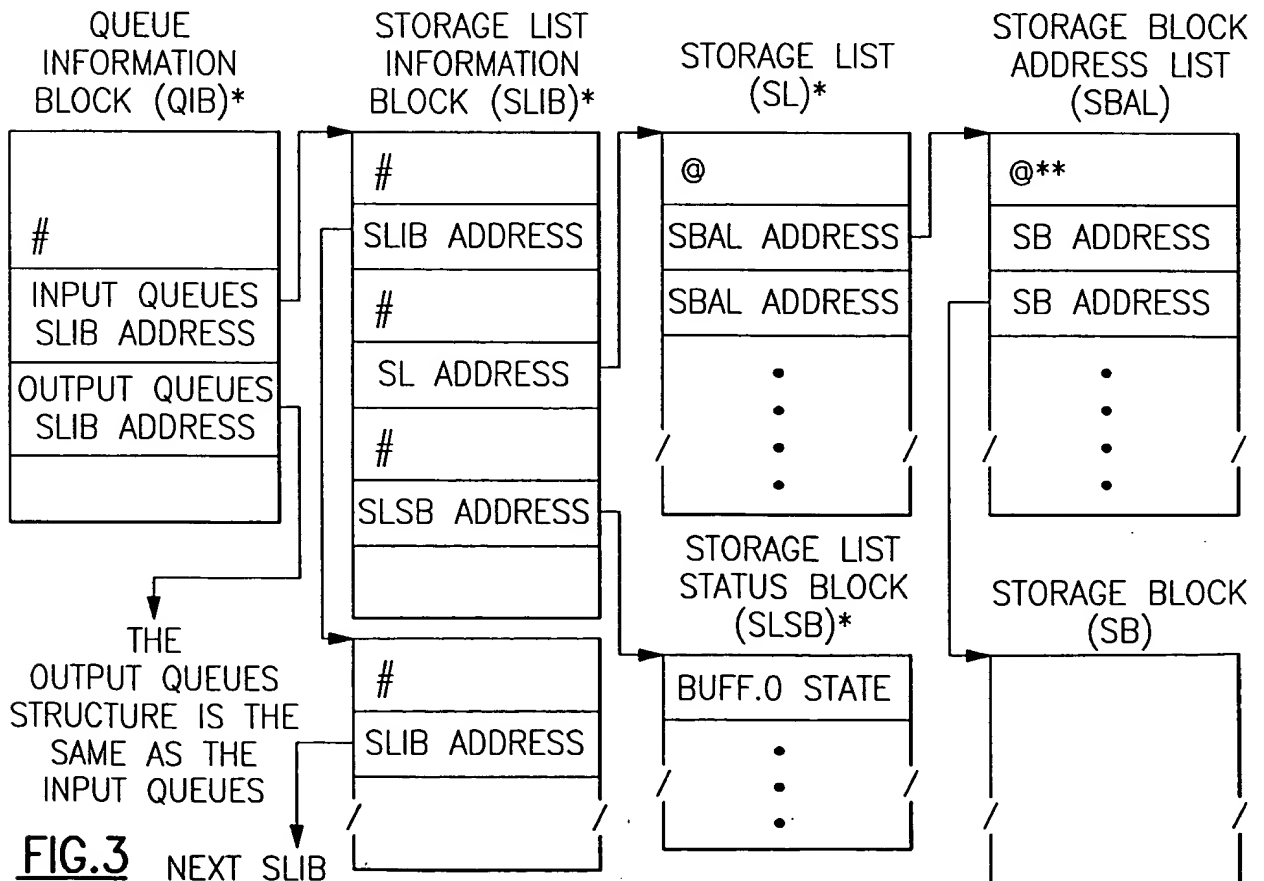 QUEUE
INFORMATION
BLOCK (QIB)*
#
INPUT QUEUES
SLIB ADDRESS
OUTPUT QUEUES
SLIB ADDRESS
THE
OUTPUT QUEUES
STRUCTURE IS THE
SAME AS THE
INPUT QUEUES
FIG.3
STORAGE LIST
INFORMATION
BLOCK (SLIB)*
#
SLIB ADDRESS
#
SL ADDRESS
#
SLSB ADDRESS
#
SLIB ADDRESS
NEXT SLIB
STORAGE LIST
(SL)*
@
SBAL ADDRESS
SBAL ADDRESS
STORAGE LIST
STATUS BLOCK
(SLSB)*
BUFF.0 STATE
STORAGE BLOCK
ADDRESS LIST
(SBAL)
@**
SB ADDRESS
SB ADDRESS
STORAGE BLOCK
(SB)